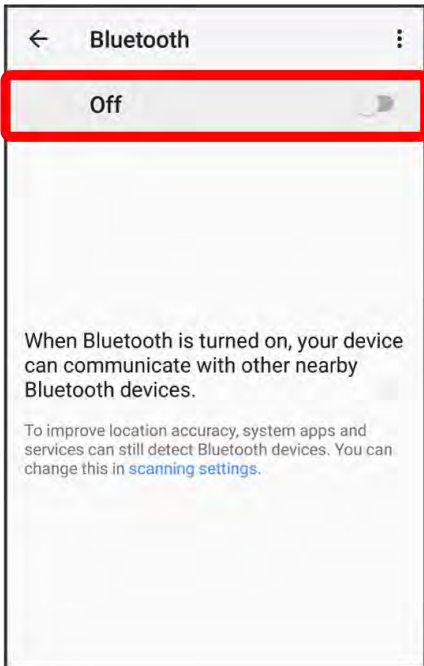 Bluetooth
Off
When Bluetooth is turned on, your device
can communicate with other nearby
Bluetooth devices.
To improve location accuracy, system apps and
services can still detect Bluetooth devices. You can
change this in scanning settings.